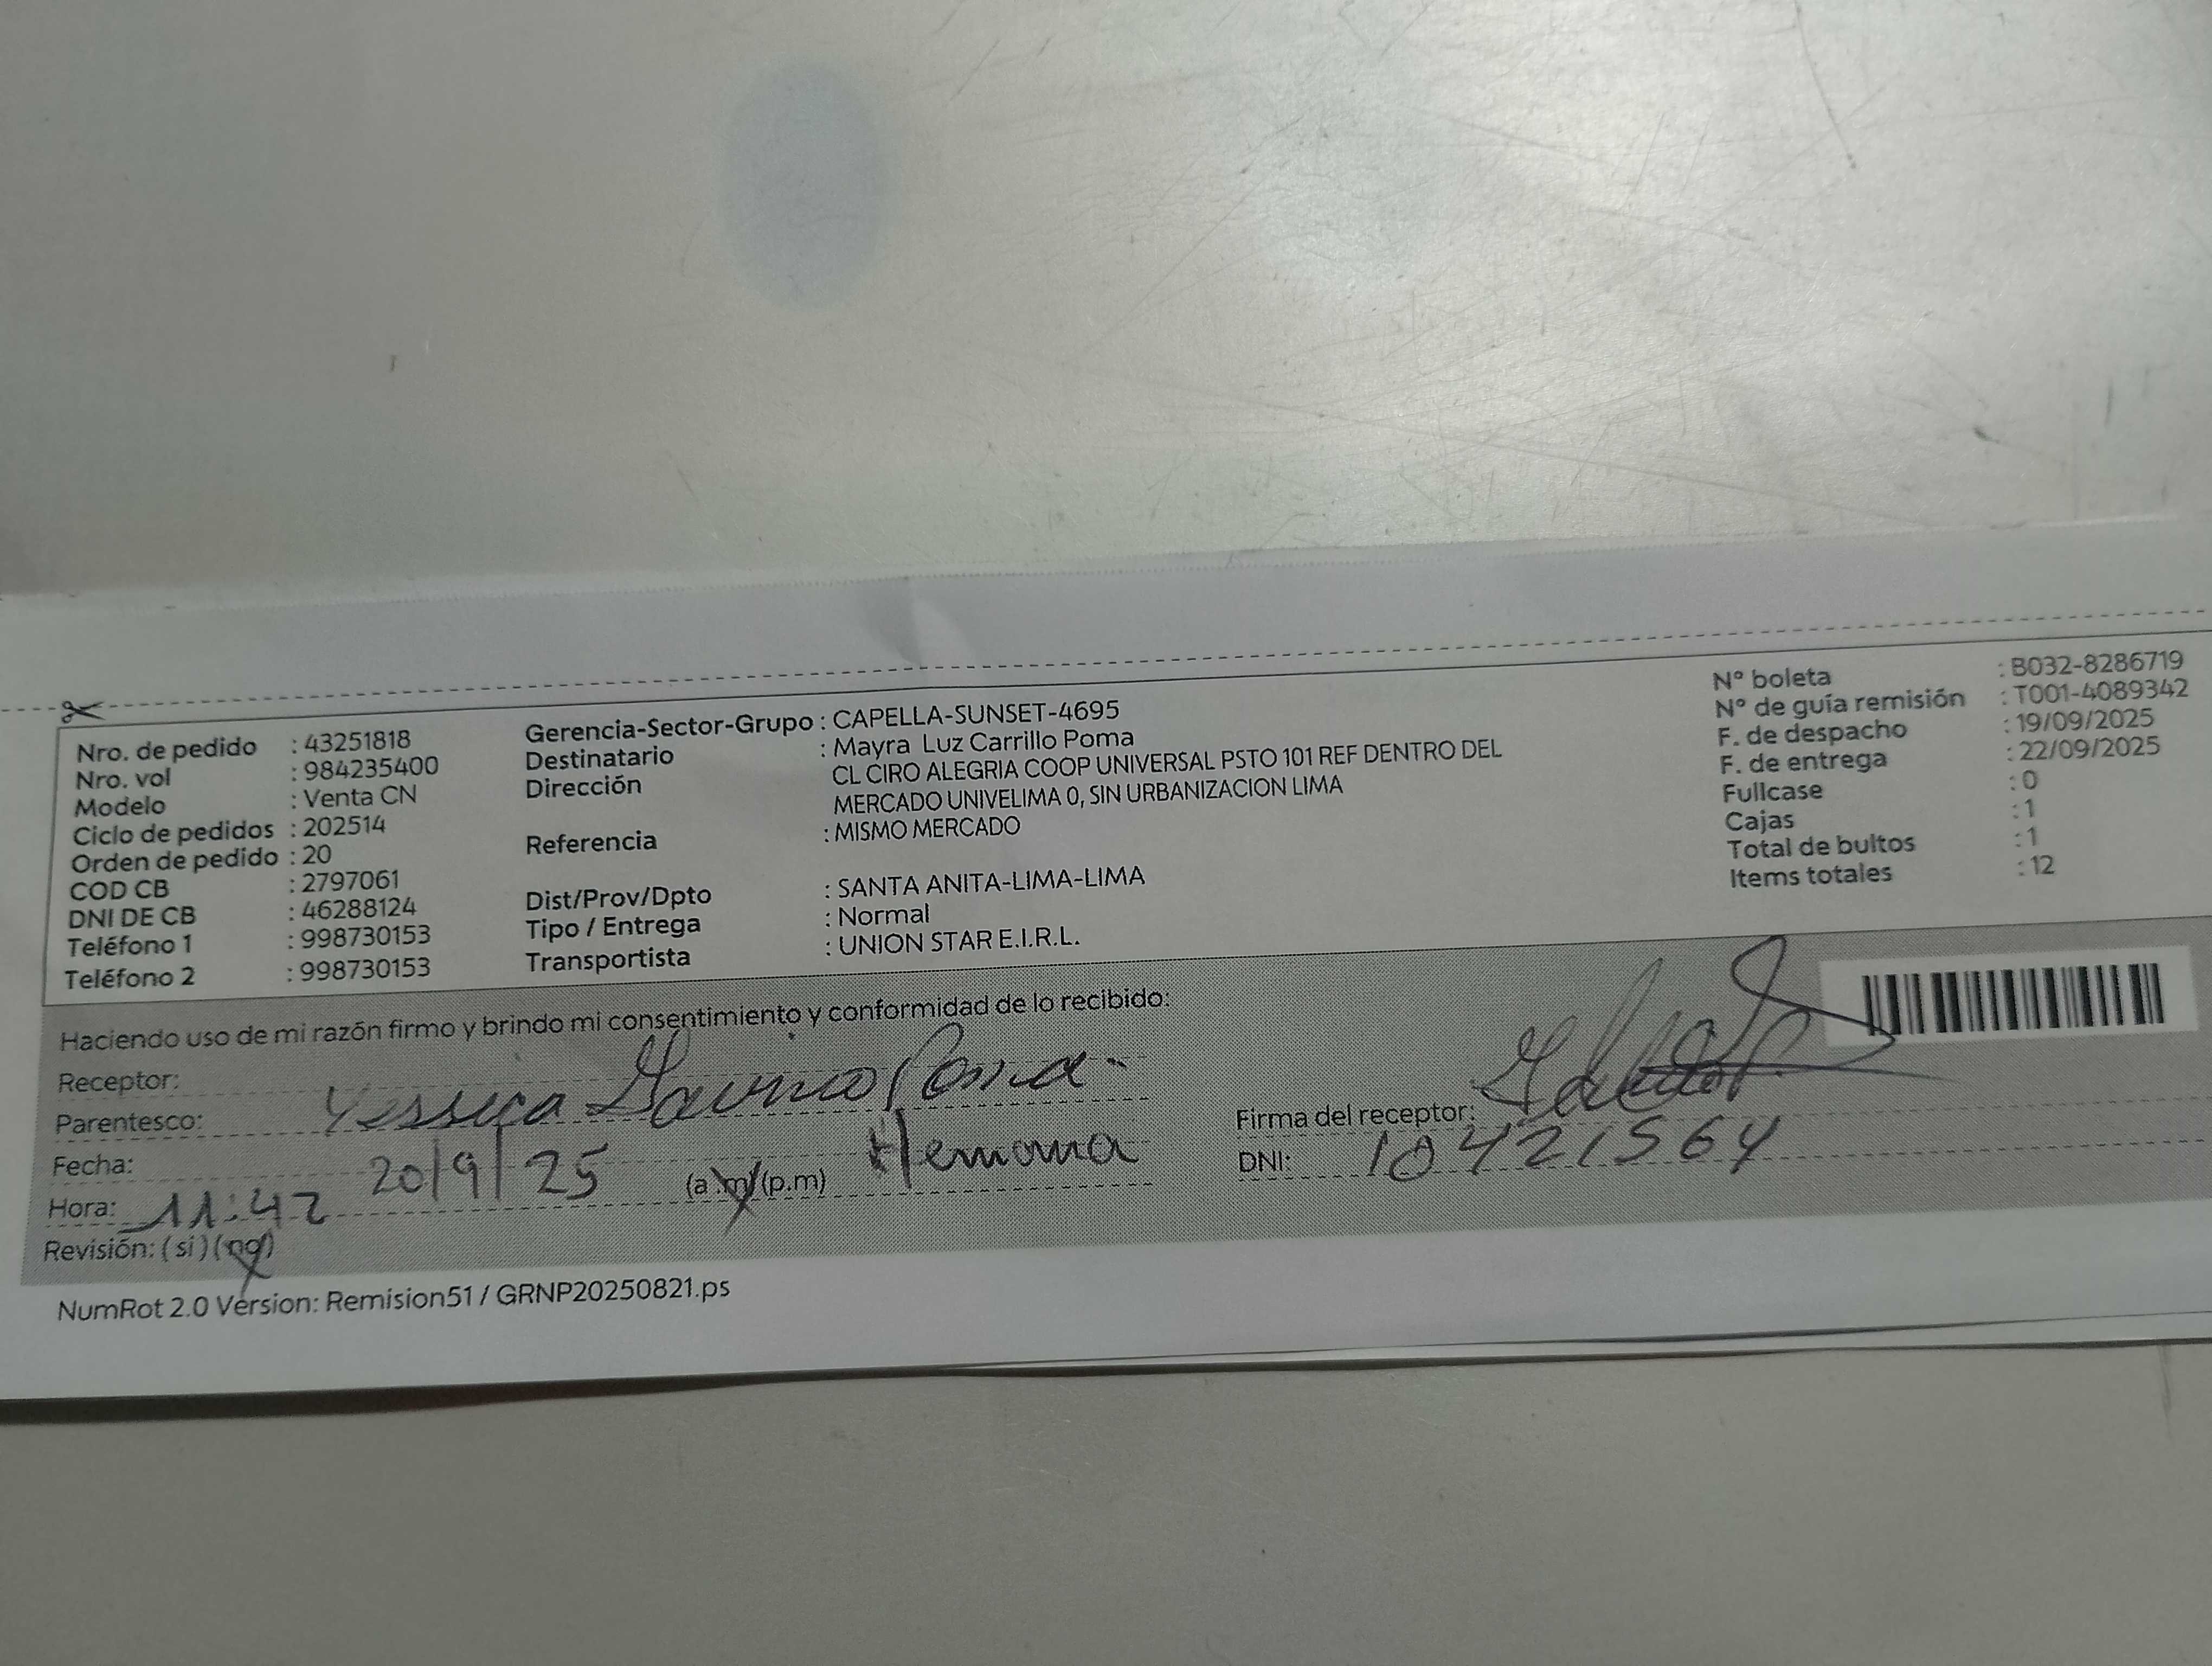 Nro. de pedido : 43251818
Nro. vol : 984235400
Modelo : Venta CN
Ciclo de pedidos : 202514
Orden de pedido : 20
COD CB : 2797061
DNI DE CB : 46288124
Teléfono 1 : 998730153
Teléfono 2 : 998730153
Gerencia-Sector-Grupo : CAPELLA-SUNSET-4695
Destinatario : Mayra Luz Carrillo Poma
Dirección CL CIRO ALEGRIA COOP UNIVERSAL PSTO 101 REF DENTRO DEL
MERCADO UNIVELIMA 0, SIN URBANIZACION LIMA
Referencia : MISMO MERCADO
Dist/Prov/Dpto : SANTA ANITA-LIMA-LIMA
Tipo / Entrega : Normal
Transportista : UNION STAR E.I.R.L.
N° boleta : B032-8286719
N° de guía remisión : T001-4089342
F. de despacho : 19/09/2025
F. de entrega : 22/09/2025
Fullcase : 0
Cajas : 1
Total de bultos : 1
Items totales : 12
Haciendo uso de mi razón firmo y brindo mi consentimiento y conformidad de lo recibido:
Receptor:
Parentesco: Yessica Poma
Fecha: 20/9/25 Hemana
Hora: 11:42 (a.m)/(p.m)
Revisión: (si) (no)
Firma del receptor:
DNI: 10421564
NumRot 2.0 Version: Remision51 / GRNP20250821.ps